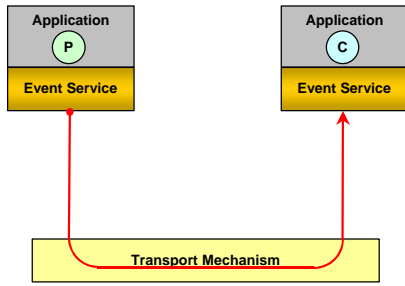 Application
P
Event Service
Application
C
Event Service
Transport Mechanism